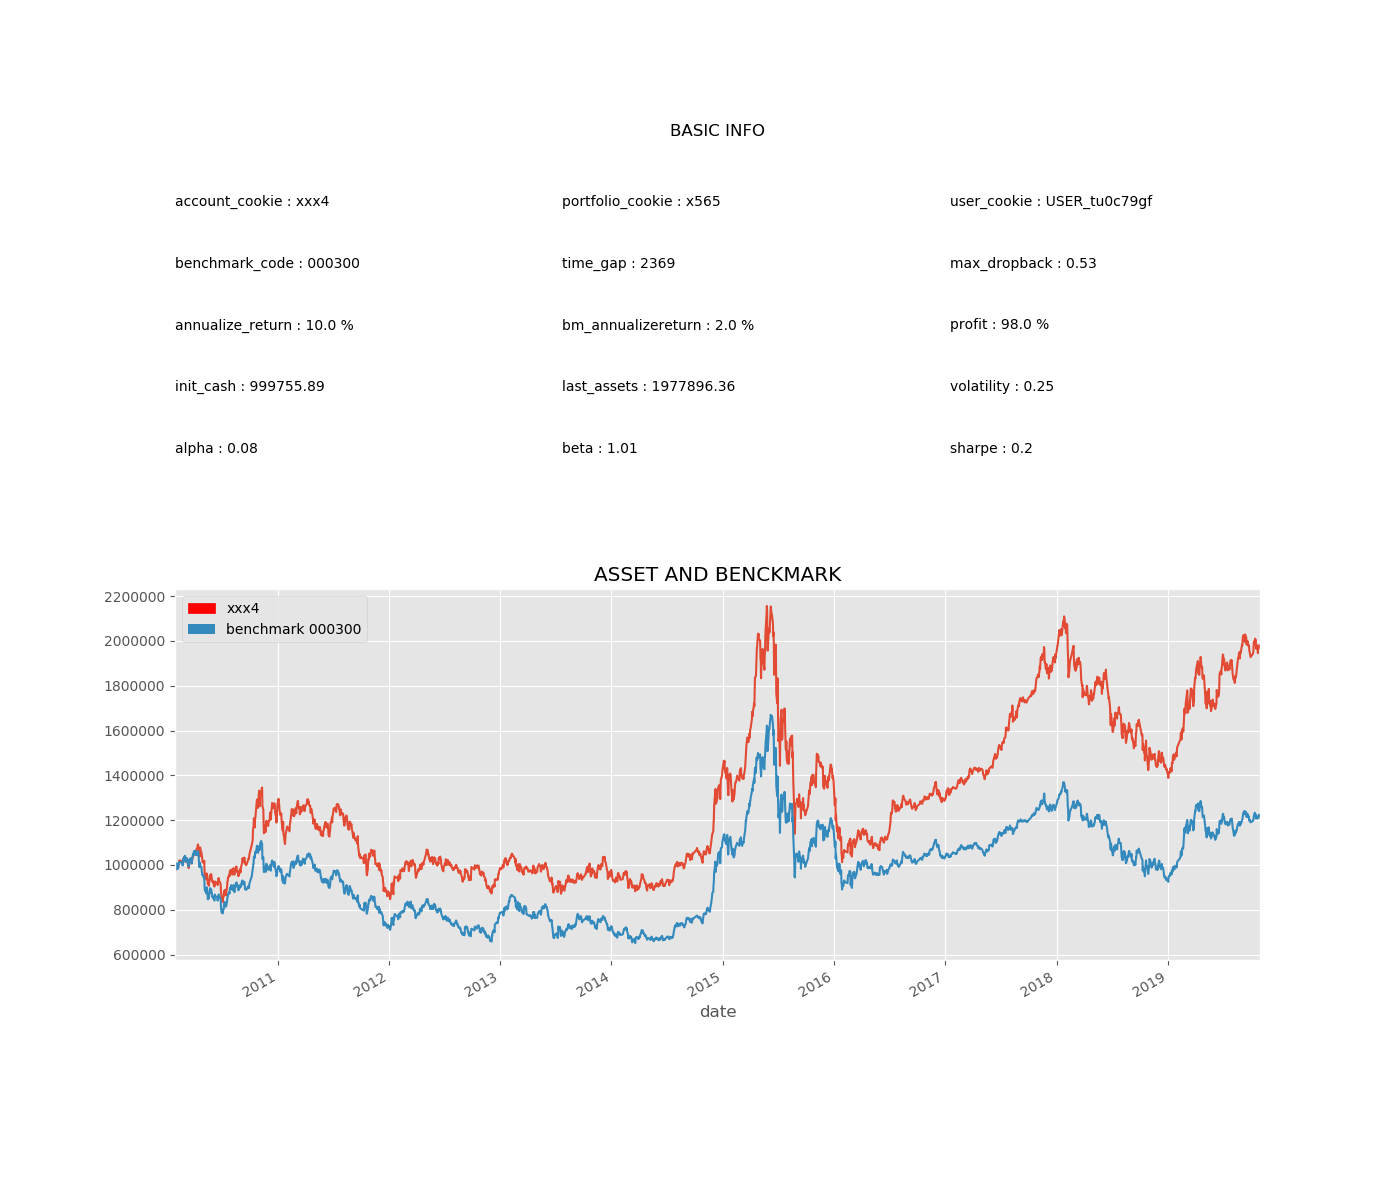 BASIC INFO
account_cookie : xxx4
portfolio_cookie : x565
user_cookie : USER_tu0c79gf
benchmark_code : 000300
time_gap : 2369
max_dropback : 0.53
annualize_return : 10.0 %
bm_annualizereturn : 2.0 %
profit : 98.0 %
init_cash : 999755.89
last_assets : 1977896.36
volatility : 0.25
alpha : 0.08
beta : 1.01
sharpe : 0.2
ASSET AND BENCKMARK
xxx4
benchmark 000300
2200000
2000000
1800000
1600000
1400000
1200000
1000000
800000
600000
2011
2012
2013
2014
2015
2016
2017
2018
2019
date